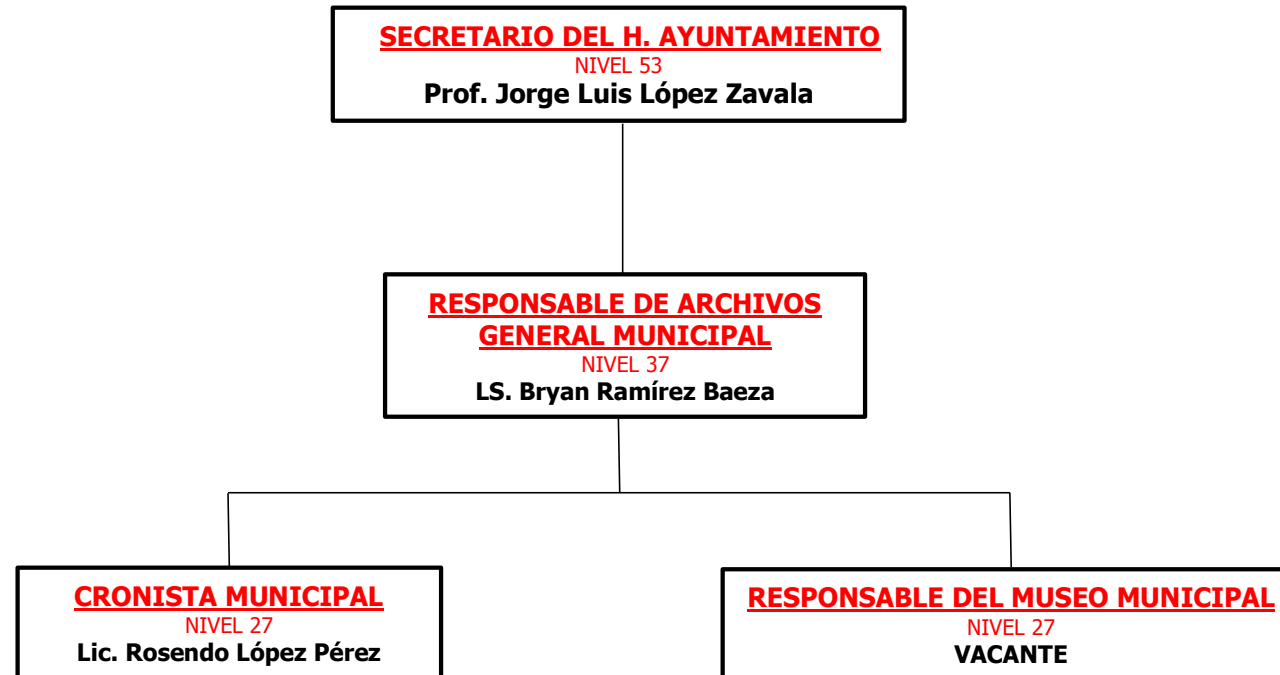 SECRETARIO DEL H. AYUNTAMIENTO
NIVEL 53
Prof. Jorge Luis López Zavala
RESPONSABLE DE ARCHIVOS
GENERAL MUNICIPAL
NIVEL 37
LS. Bryan Ramírez Baeza
CRONISTA MUNICIPAL
NIVEL 27
Lic. Rosendo López Pérez
RESPONSABLE DEL MUSEO MUNICIPAL
NIVEL 27
VACANTE